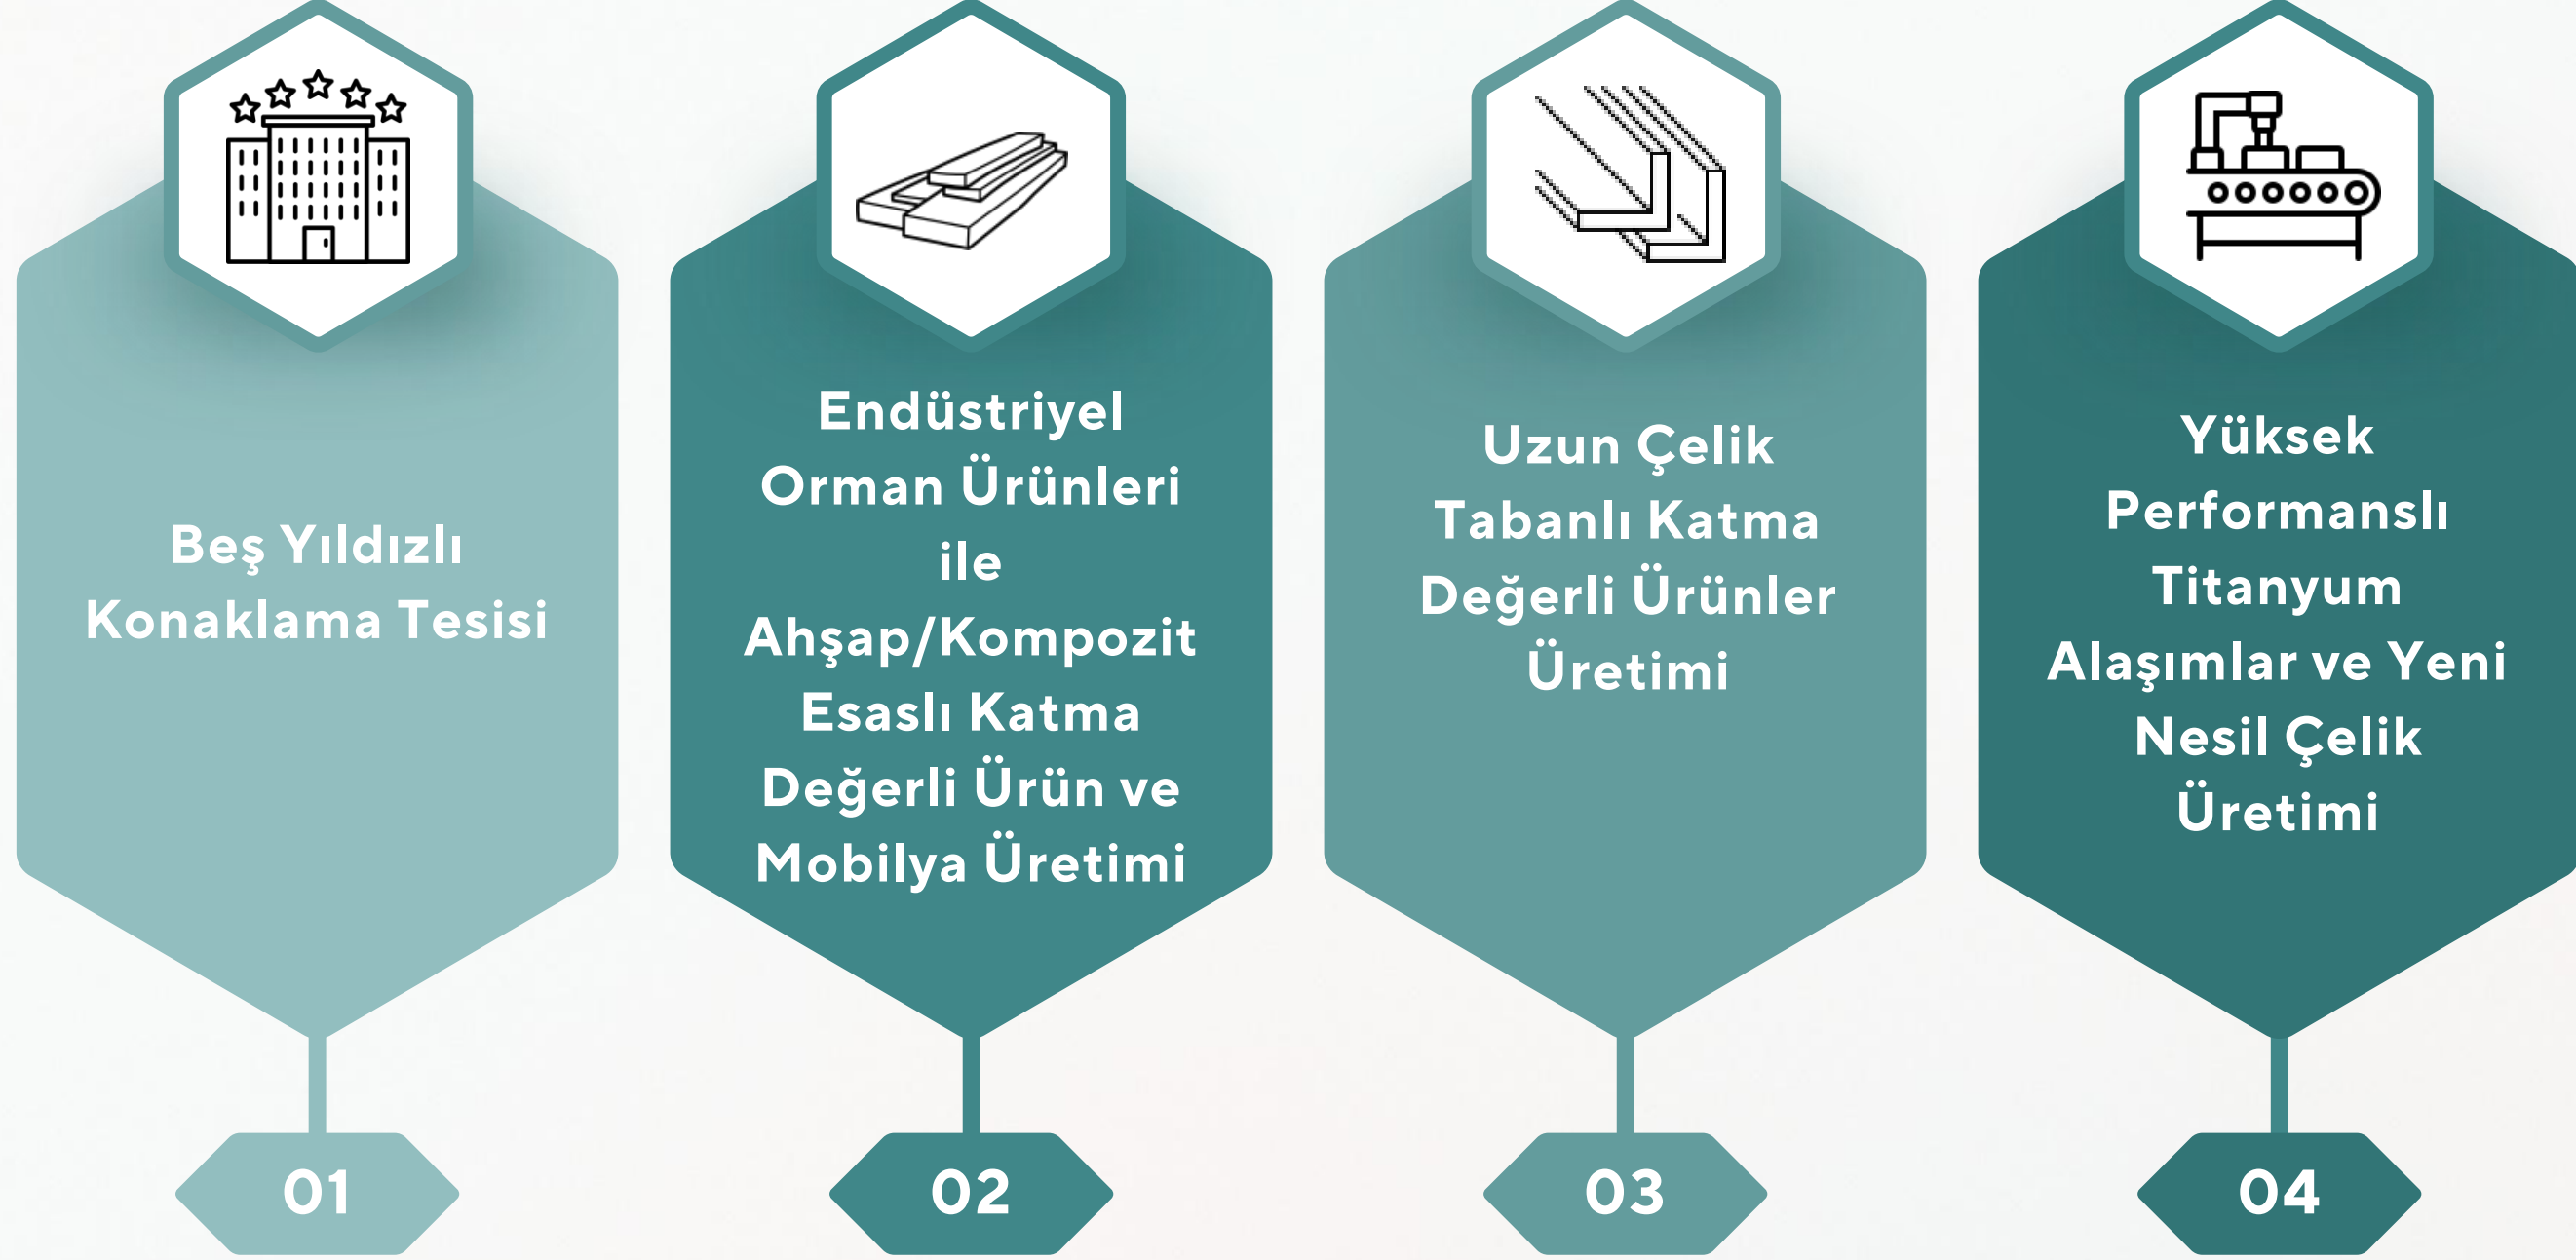 Beş Yıldızlı
Konaklama Tesisi
01
Endüstriyel
Orman Ürünleri
ile
Ahşap/Kompozit
Esaslı Katma
Değerli Ürün ve
Mobilya Üretimi
02
Uzun Çelik
Tabanlı Katma
Değerli Ürünler
Üretimi
03
Yüksek
Performanslı
Titanyum
Alaşımlar ve Yeni
Nesil Çelik
Üretimi
04